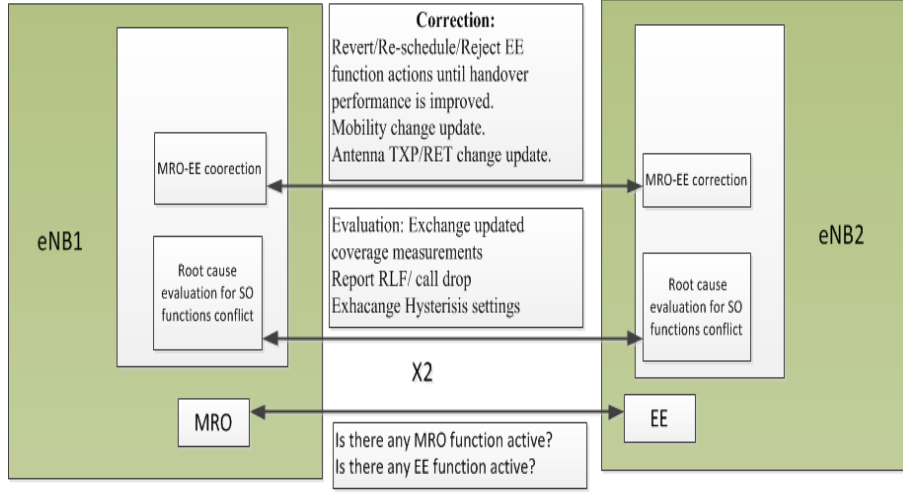 Correction:
Revert/Re-schedule/Reject EE
function actions until handover
performance is improved.
Mobility change update.
Antenna TXP/RET change update.
MRO-EE coorection
MRO-EE correction
eNB1
eNB2
Evaluation: Exchange updated
coverage measurements
Report RLF/ call drop
Exhacange Hysterisis settings
Root cause
evaluation for SO
functions conflict
Root cause
evaluation for SO
functions conflict
X2
MRO
EE
Is there any MRO function active?
Is there any EE function active?